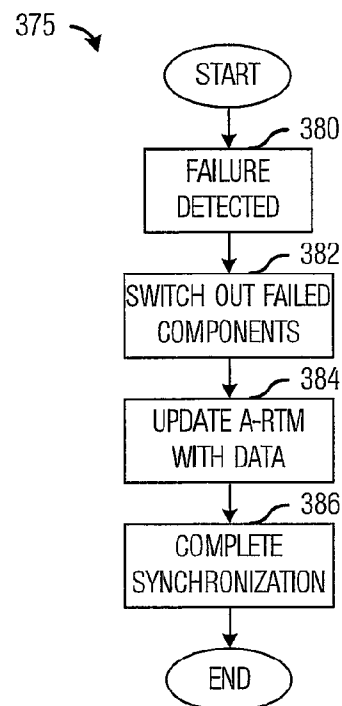 375
START
380
FAILURE
DETECTED
382
SWITCH OUT FAILED
COMPONENTS
384
UPDATE A-RTM
WITH DATA
386
COMPLETE
SYNCHRONIZATION
END